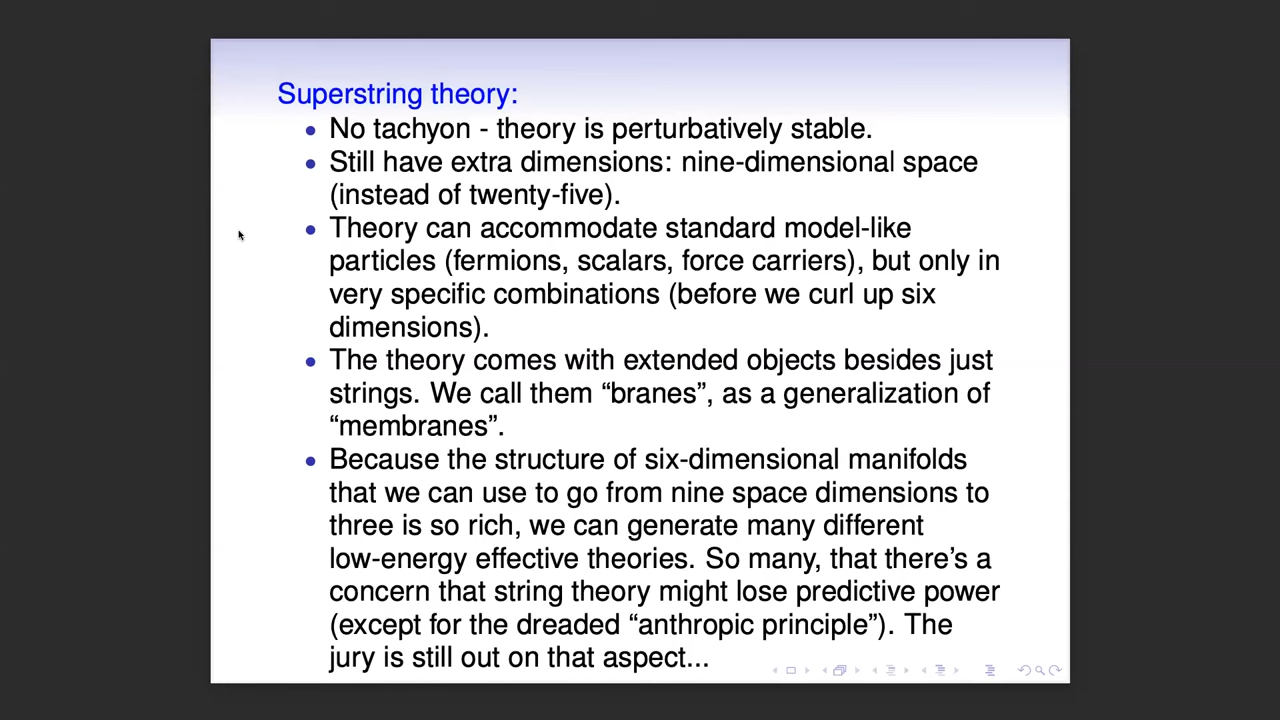 Superstring theory:
• No tachyon - theory is perturbatively stable.
• Still have extra dimensions: nine-dimensional space
(instead of twenty-five).
• Theory can accommodate standard model-like
particles (fermions, scalars, force carriers), but only in
very specific combinations (before we curl up six
dimensions).
• The theory comes with extended objects besides just
strings. We call them “branes”, as a generalization of
“membranes”.
• Because the structure of six-dimensional manifolds
that we can use to go from nine space dimensions to
three is so rich, we can generate many different
low-energy effective theories. So many, that there’s a
concern that string theory might lose predictive power
(except for the dreaded “anthropic principle”). The
jury is still out on that aspect...